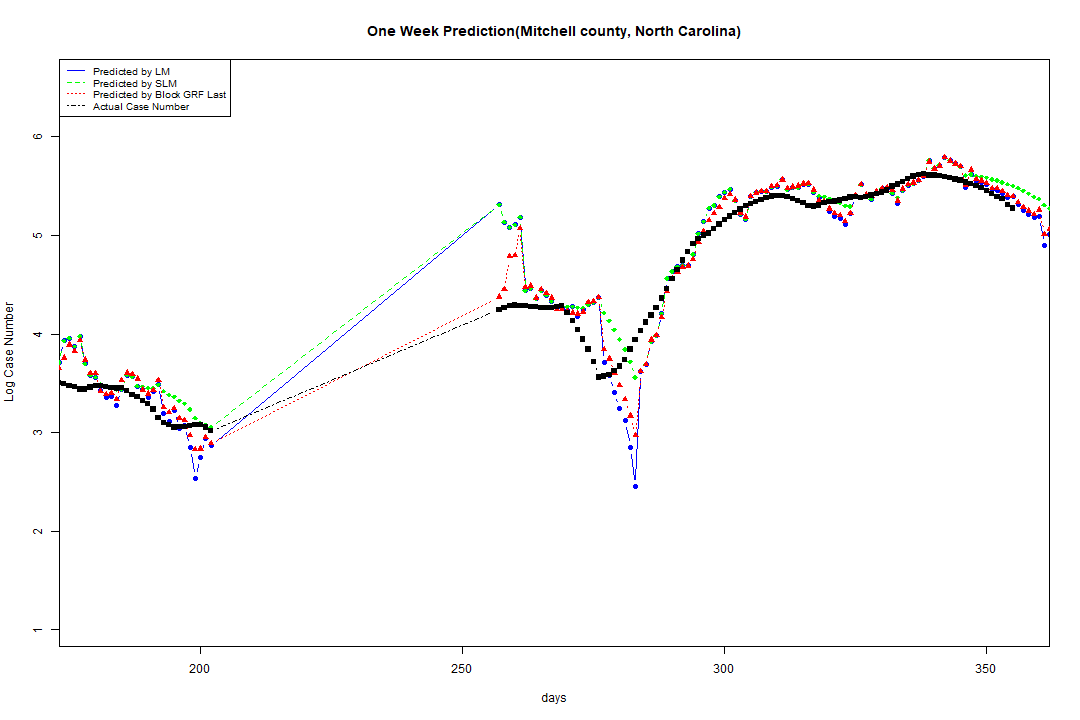 One Week Prediction(Mitchell county, North Carolina)
Predicted by LM
Predicted by SLM
Predicted by Block GRF Last
Actual Case Number
Log Case Number
6
5
4
3
2
1
200
250
300
350
days